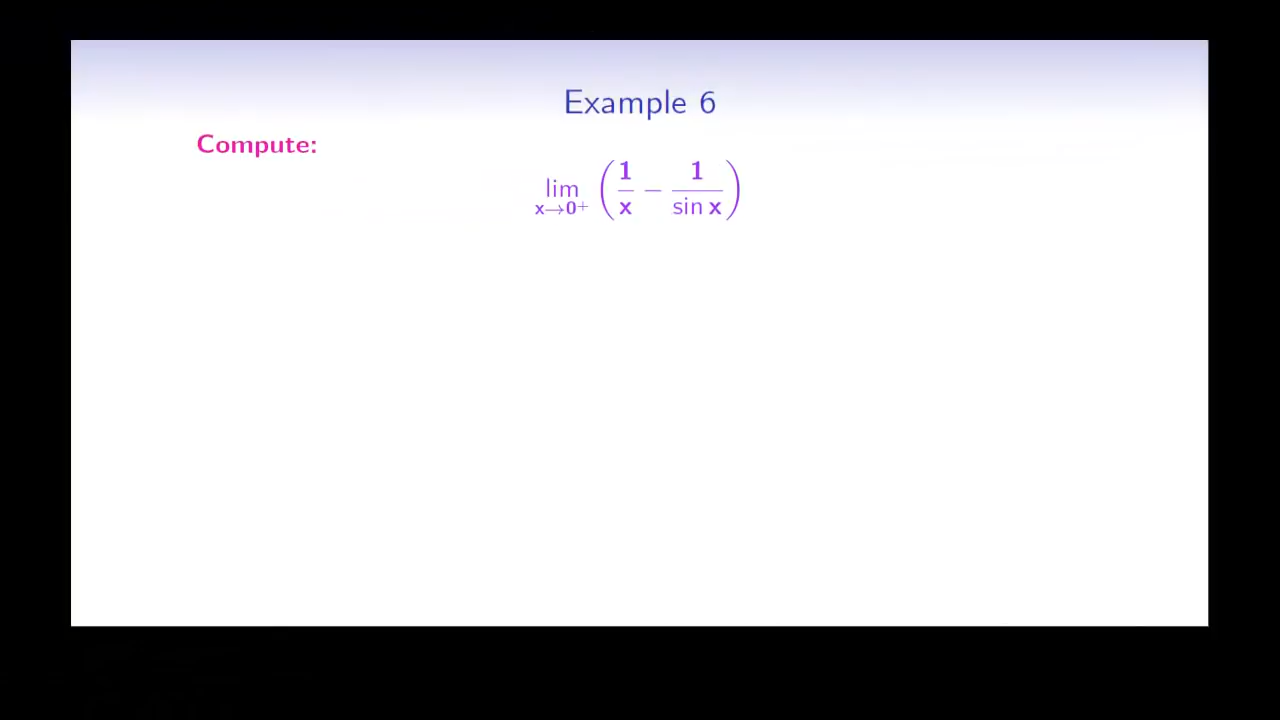 Example 6
Compute:
lim x→0⁺ (1/x − 1/sin x)